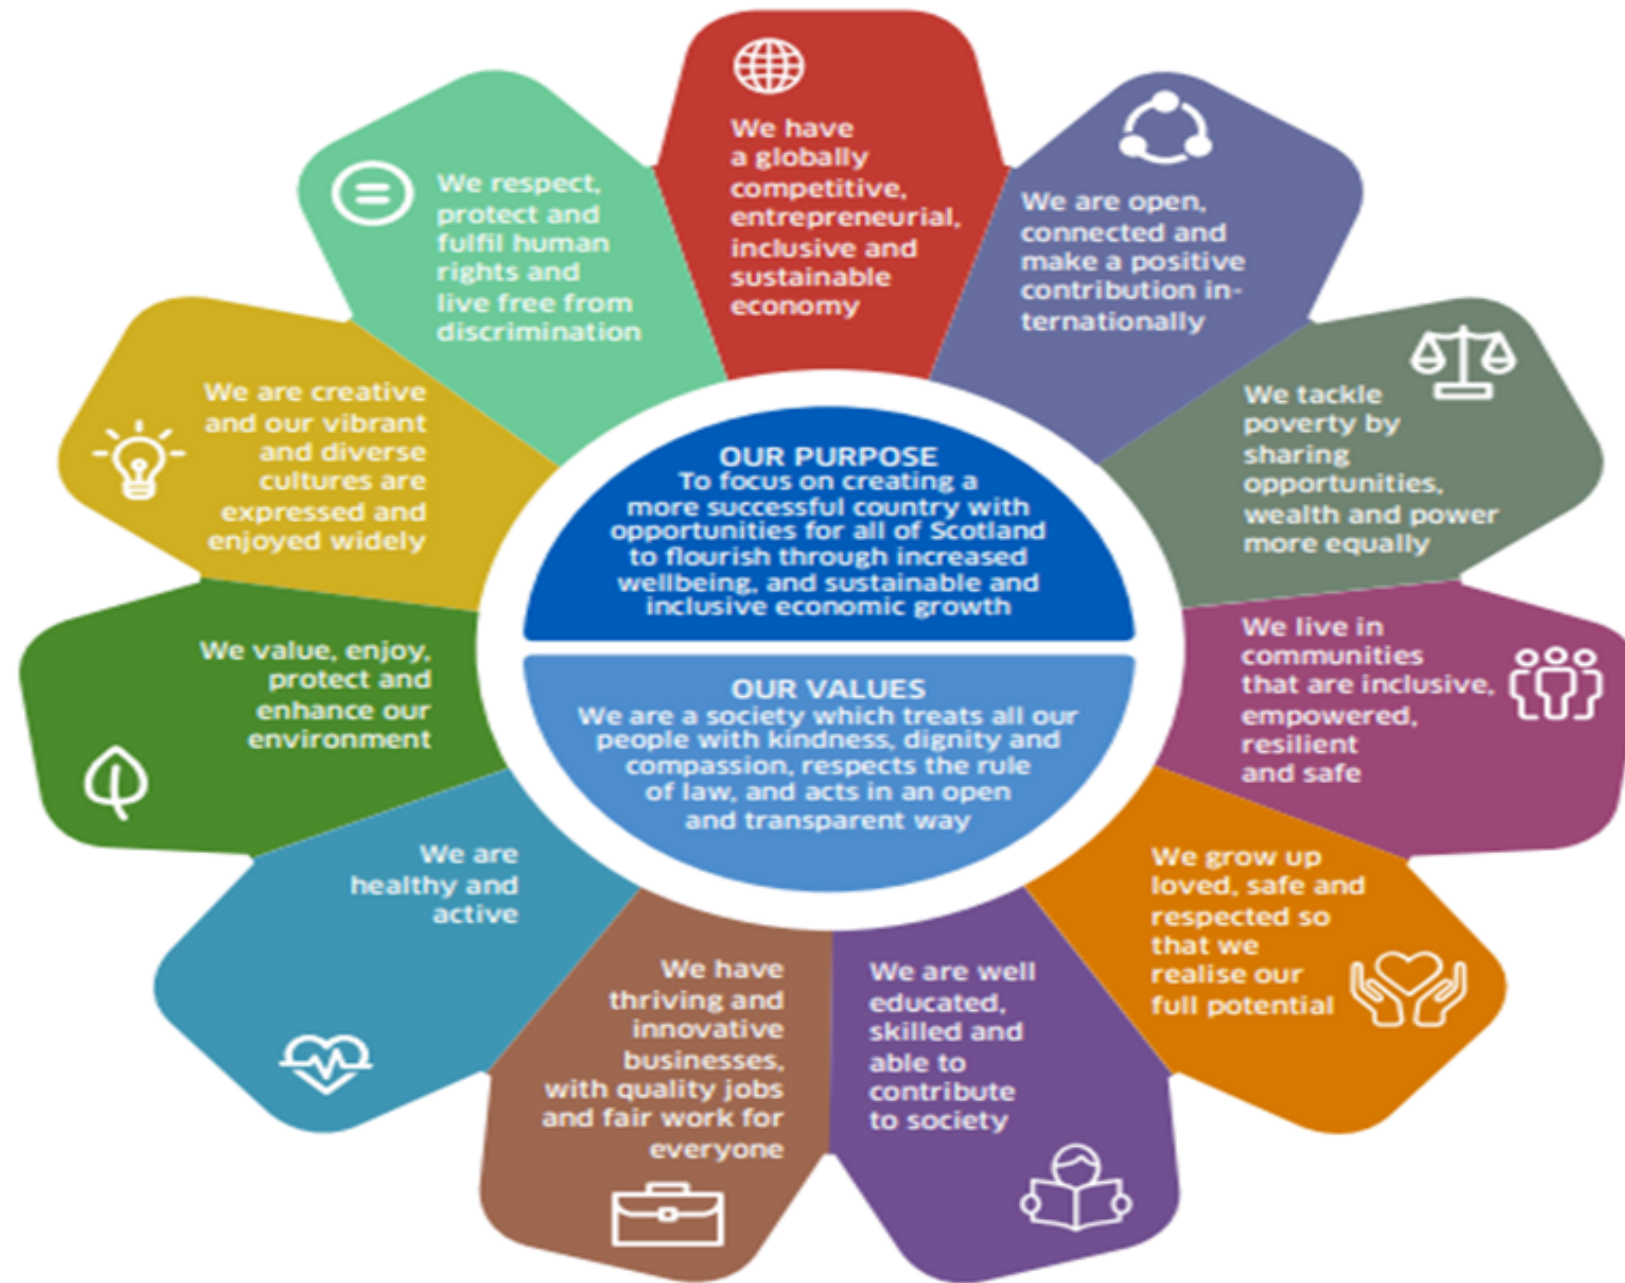 We have
a globally
competitive,
entrepreneurial,
inclusive and
sustainable
economy
We are open,
connected and
make a positive
contribution in-
ternationally
We tackle
poverty by
sharing
opportunities,
wealth and power
more equally
We live in
communities
that are inclusive,
empowered,
resilient
and safe
We grow up
loved, safe and
respected so
that we
realise our
full potential
We are well
educated,
skilled and
able to
contribute
to society
We have
thriving and
innovative
businesses,
with quality jobs
and fair work for
everyone
We are
healthy and
active
We value, enjoy,
protect and
enhance our
environment
We are creative
and our vibrant
and diverse
cultures are
expressed and
enjoyed widely
We respect,
protect and
fulfil human
rights and
live free from
discrimination
OUR PURPOSE
To focus on creating a
more successful country with
opportunities for all of Scotland
to flourish through increased
wellbeing, and sustainable and
inclusive economic growth
OUR VALUES
We are a society which treats all our
people with kindness, dignity and
compassion, respects the rule
of law, and acts in an open
and transparent way